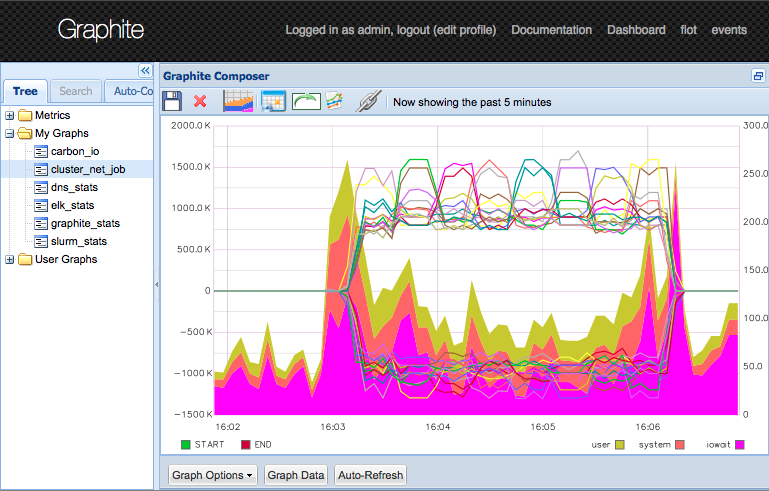 Graphite
Logged in as admin, logout (edit profile) Documentation Dashboard flot events
Tree Search Auto-Co
Metrics
My Graphs
carbon_io
cluster_net_job
dns_stats
elk_stats
graphite_stats
slurm_stats
User Graphs
Graphite Composer
Now showing the past 5 minutes
2000.0 K 300.0
1500.0 K 250.0
1000.0 K 200.0
500.0 K 150.0
0 100.0
-500 K 50.0
-1000 K 0
-1500 K
16:02 16:03 16:04 16:05 16:06
START END user system iowait
Graph Options Graph Data Auto-Refresh